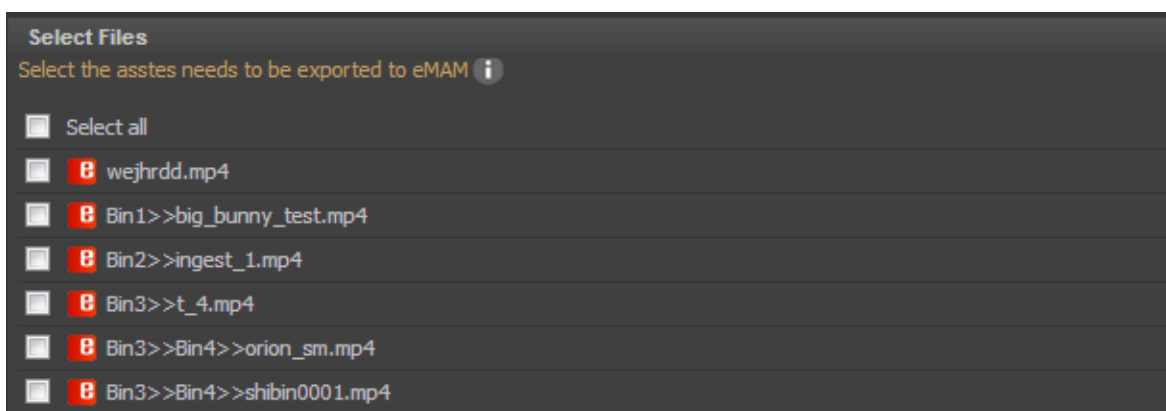 Select Files
Select the asstes needs to be exported to eMAM i
Select all
e wejhrdd.mp4
e Bin1>>big_bunny_test.mp4
e Bin2>>ingest_1.mp4
e Bin3>>t_4.mp4
e Bin3>>Bin4>>orion_sm.mp4
e Bin3>>Bin4>>shibin0001.mp4